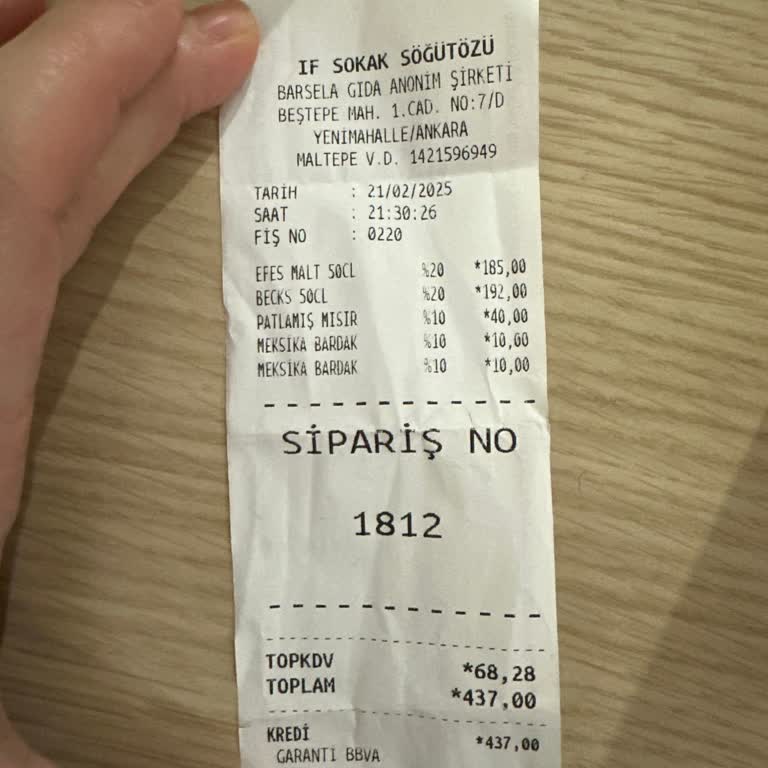 IF SOKAK SÖĞÜTÖZÜ
BARSELA GIDA ANONİM ŞİRKETİ
BEŞTEPE MAH. 1.CAD. NO:7/D
YENİMAHALLE/ANKARA
MALTEPE V.D. 1421596949
TARİH : 21/02/2025
SAAT : 21:30:26
FİŞ NO : 0220
EFES MALT 50CL %20 *185,00
BECKS 50CL %20 *192,00
PATLAMIŞ MISIR %10 *40,00
MEKSİKA BARDAK %10 *10,00
MEKSİKA BARDAK %10 *10,00
SİPARİŞ NO
1812
TOPKDV *68,28
TOPLAM *437,00
KREDİ *437,00
GARANTİ BBVA